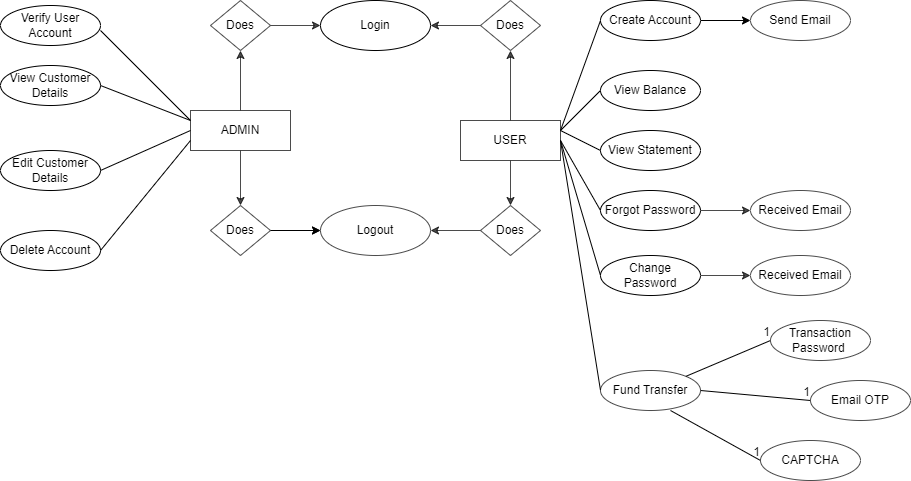 Verify User
Account
Does
Login
Does
Create Account
Send Email
View Customer
Details
View Balance
ADMIN
USER
View Statement
Edit Customer
Details
Forgot Password
Received Email
Does
Logout
Does
Delete Account
Change
Password
Received Email
1
Transaction
Password
Fund Transfer
1
Email OTP
1
CAPTCHA